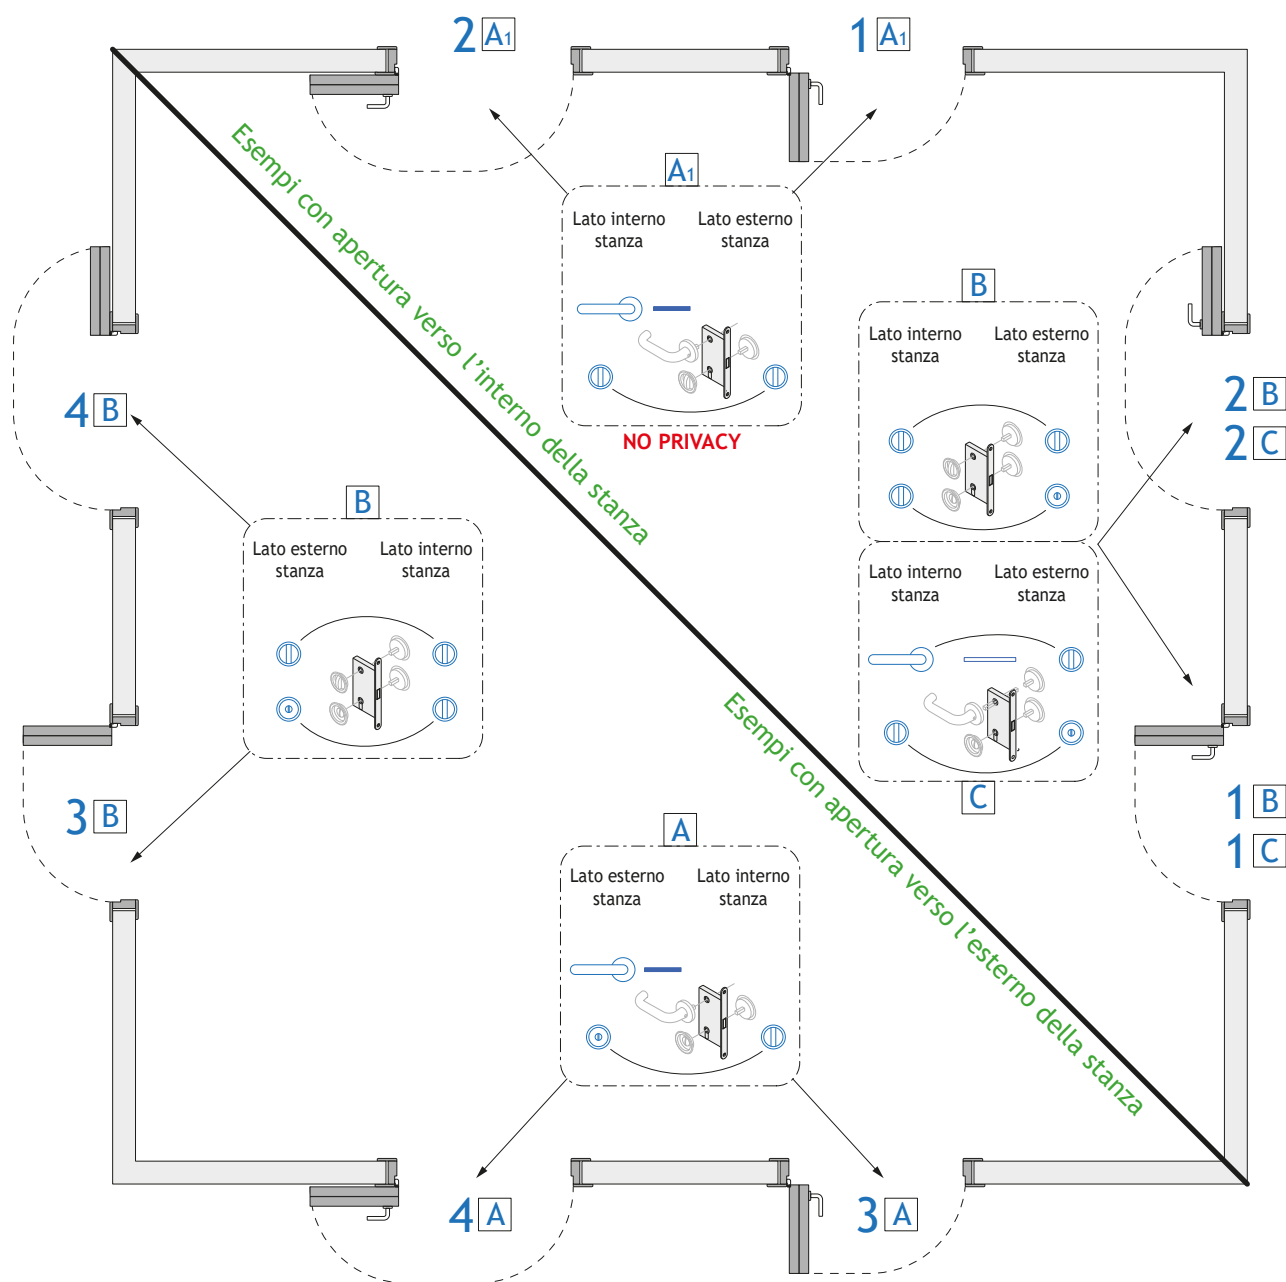 2 A1
1 A1
Esempi con apertura verso l'interno della stanza
A1
Lato interno stanza
Lato esterno stanza
NO PRIVACY
B
Lato interno stanza
Lato esterno stanza
2 B
2 C
4 B
B
Lato esterno stanza
Lato interno stanza
Lato interno stanza
Lato esterno stanza
C
Esempi con apertura verso l'esterno della stanza
3 B
1 B
1 C
A
Lato esterno stanza
Lato interno stanza
4 A
3 A